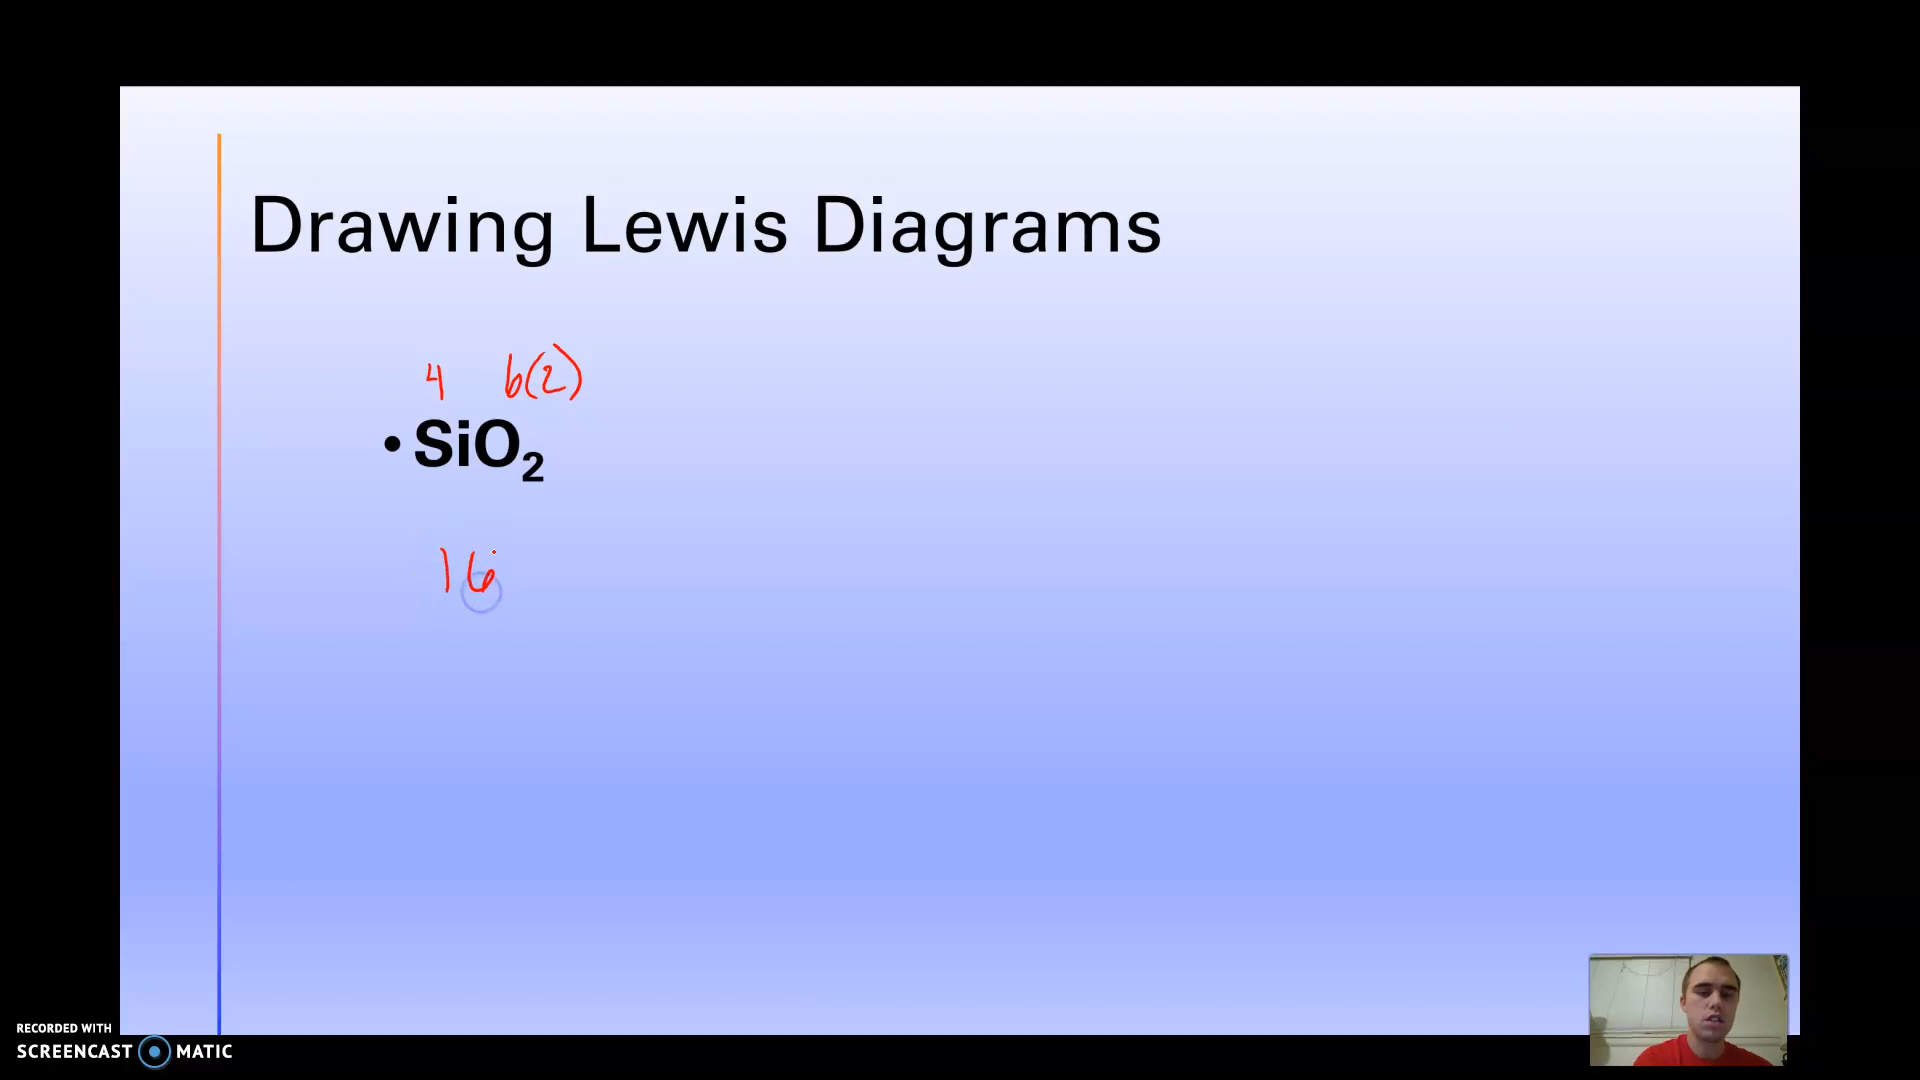 Drawing Lewis Diagrams
4 6(2)
• SiO₂
16
RECORDED WITH
SCREENCAST MATIC